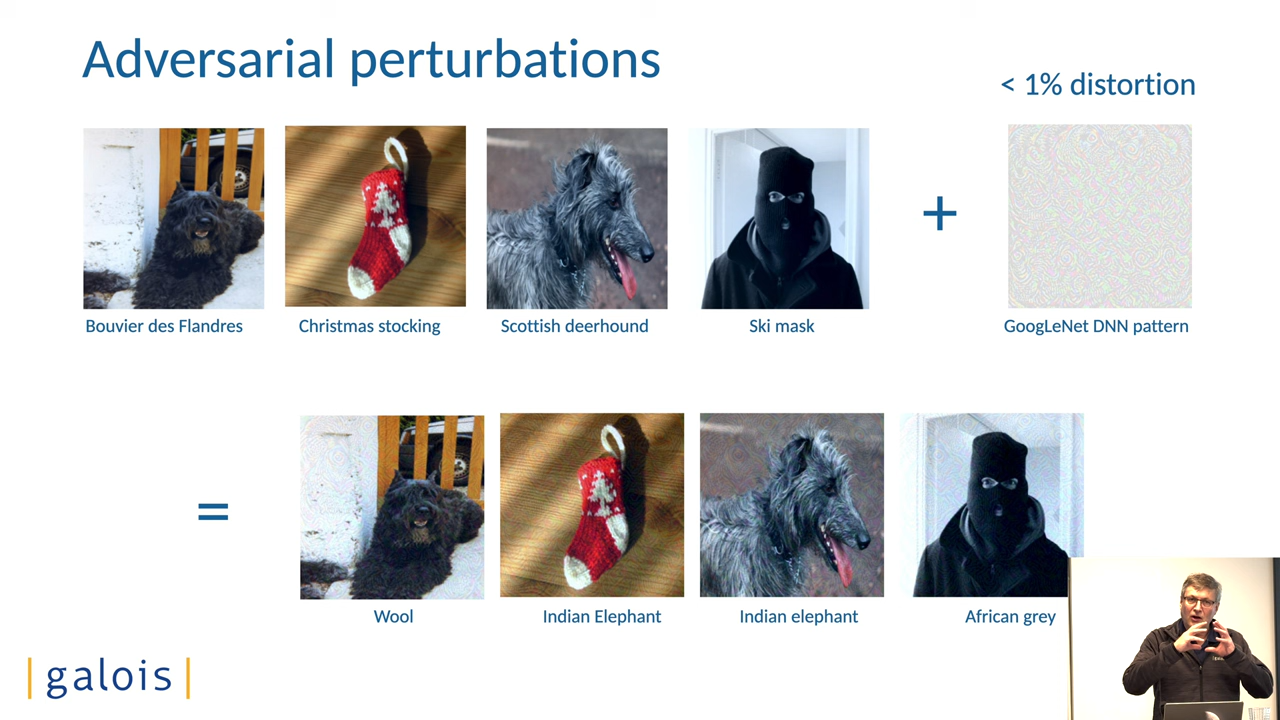 Adversarial perturbations
< 1% distortion
+
Bouvier des Flandres
Christmas stocking
Scottish deerhound
Ski mask
GoogLeNet DNN pattern
=
Wool
Indian Elephant
Indian elephant
African grey
| galois |